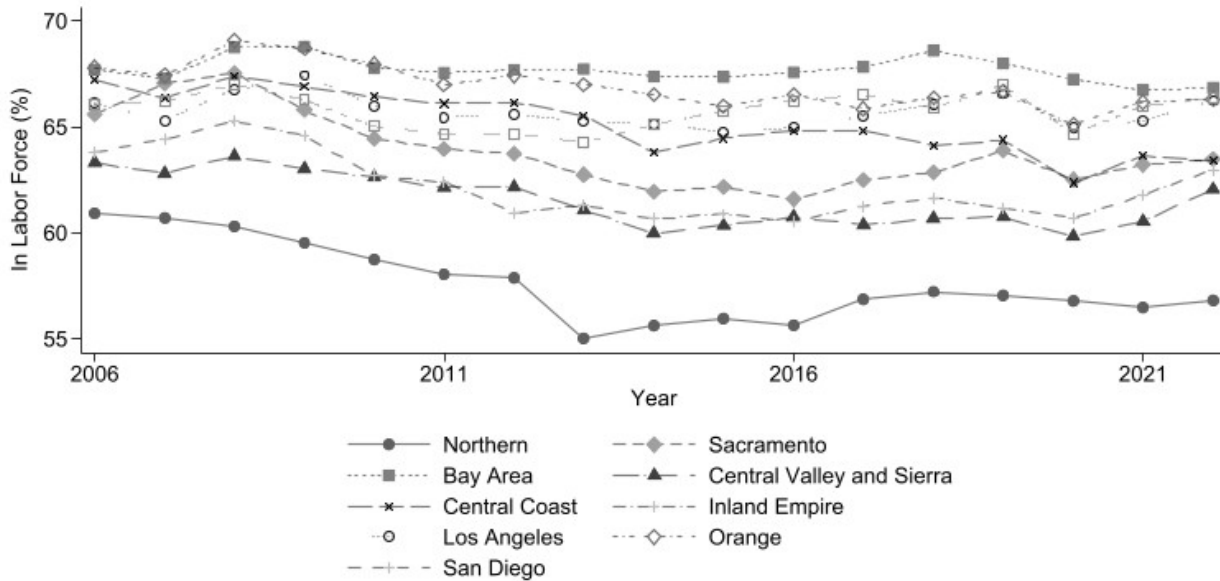 70
65
60
55
In Labor Force (%)
2006 2011 2016 2021
Year
Northern Sacramento
Bay Area Central Valley and Sierra
Central Coast Inland Empire
Los Angeles Orange
San Diego